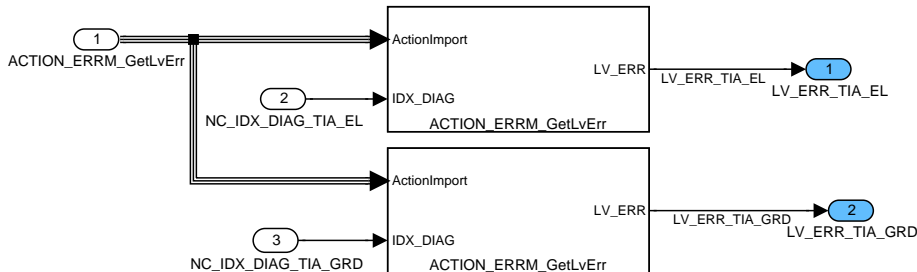 1
ACTION_ERRM_GetLvErr
ActionImport
LV_ERR
LV_ERR_TIA_EL
1
LV_ERR_TIA_EL
2
NC_IDX_DIAG_TIA_EL
IDX_DIAG
ACTION_ERRM_GetLvErr
ActionImport
LV_ERR
LV_ERR_TIA_GRD
2
LV_ERR_TIA_GRD
3
NC_IDX_DIAG_TIA_GRD
IDX_DIAG
ACTION_ERRM_GetLvErr